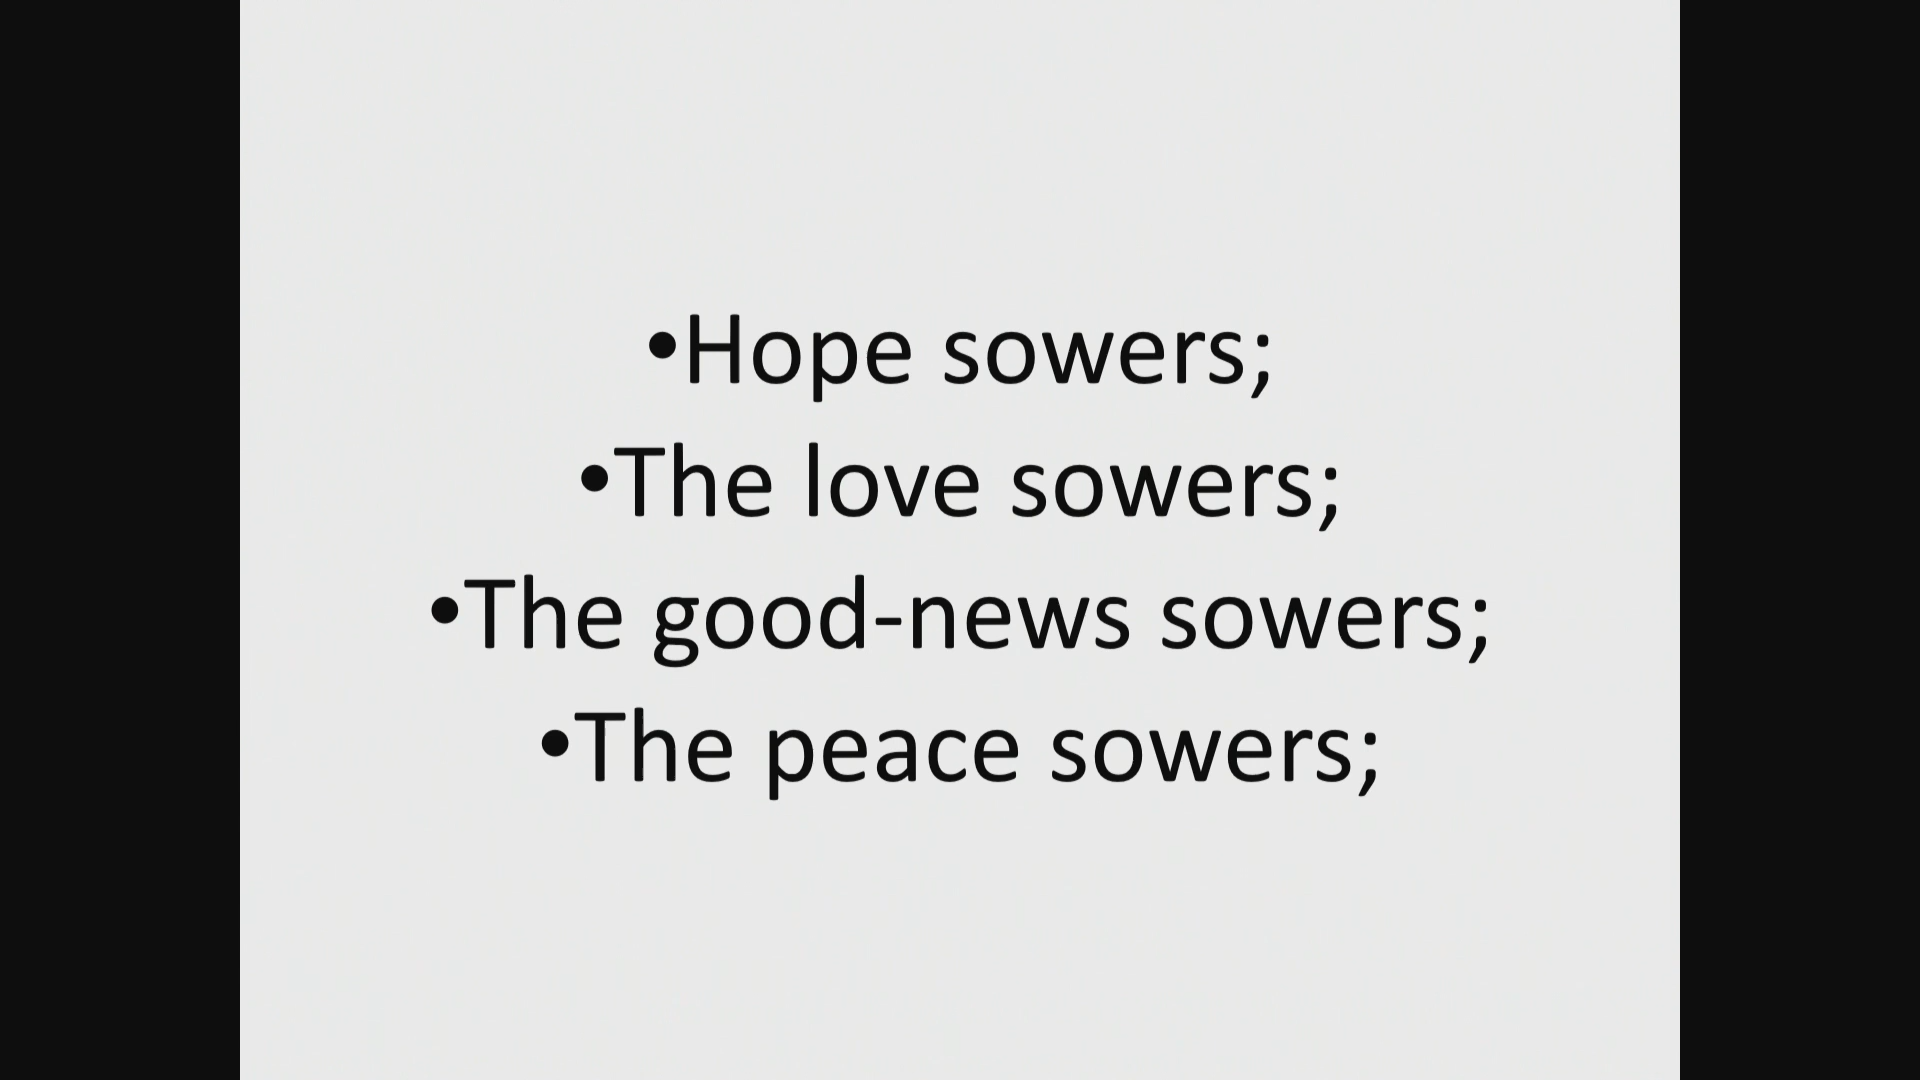 •Hope sowers;
•The love sowers;
•The good-news sowers;
•The peace sowers;